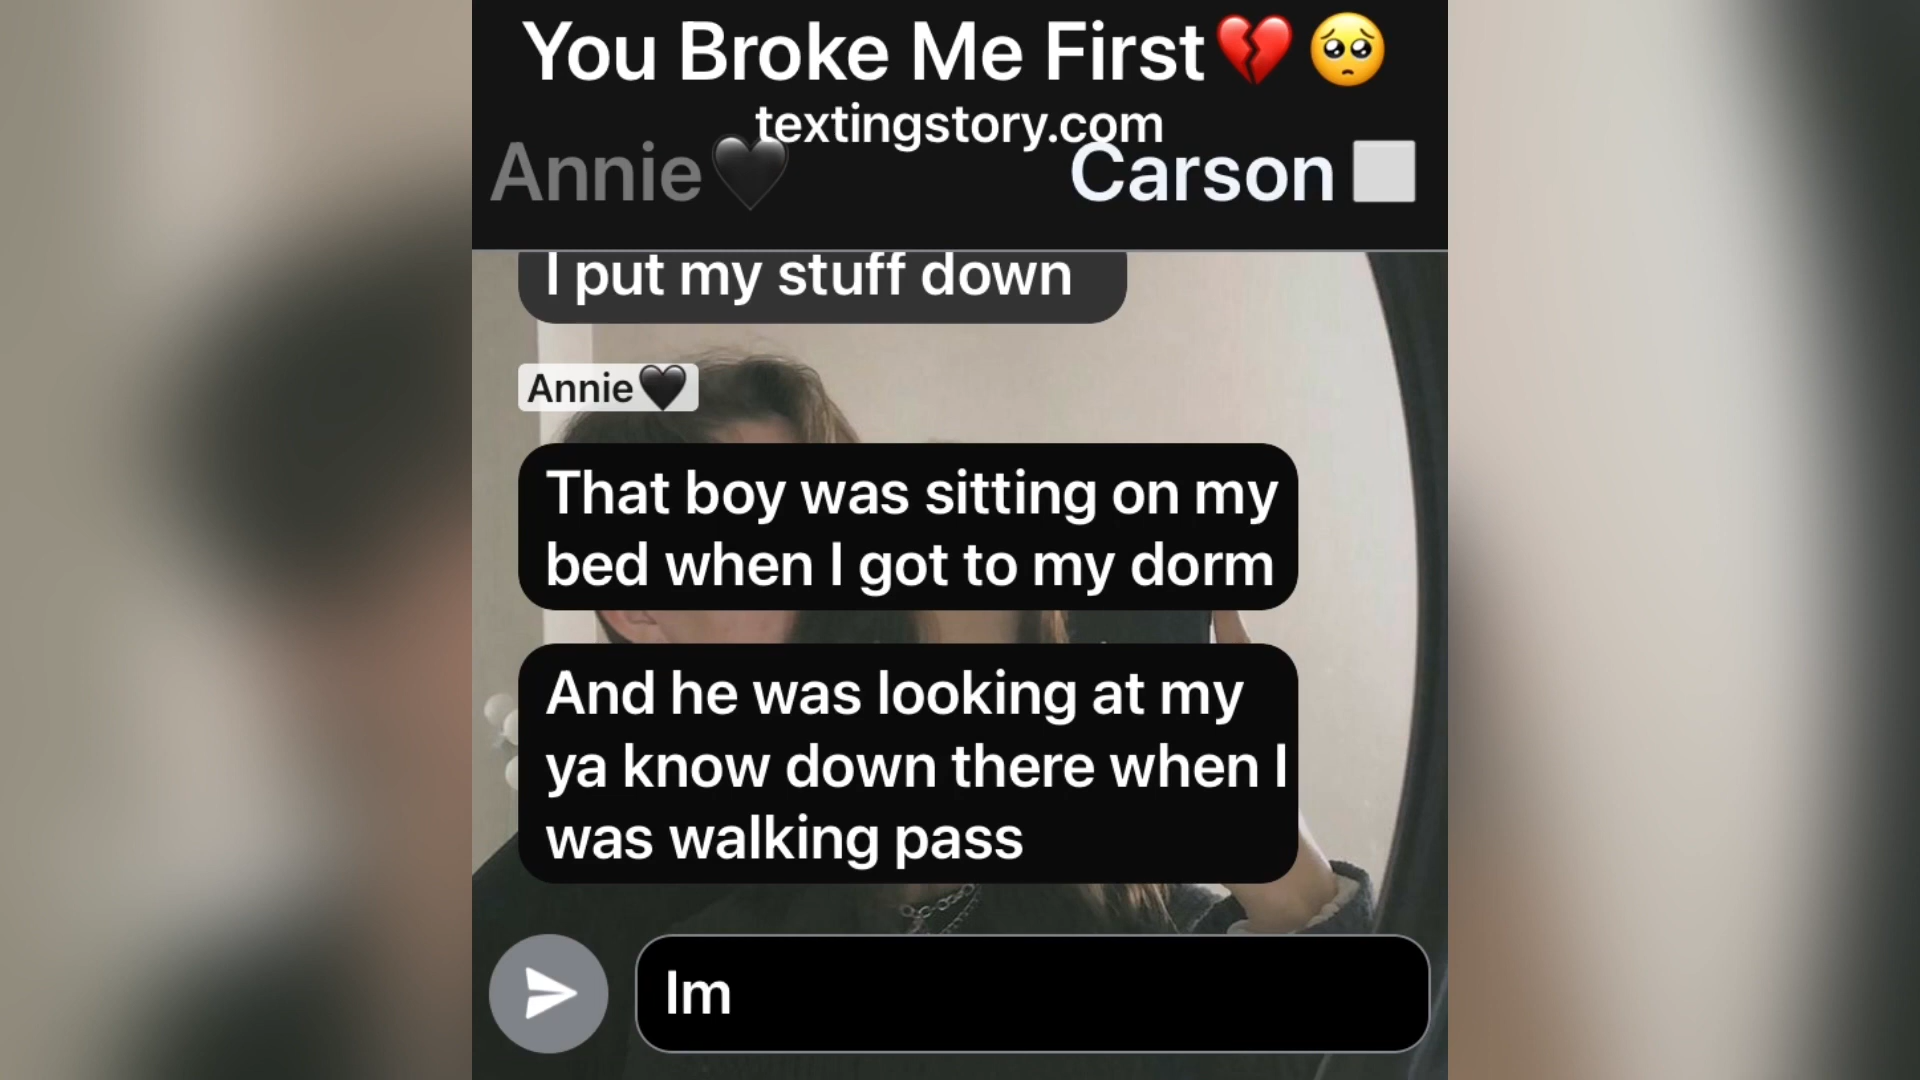 You Broke Me First💔🥺
textingstory.com
Annie🖤 Carson⬜
I put my stuff down
Annie🖤
That boy was sitting on my
bed when I got to my dorm
And he was looking at my
ya know down there when I
was walking pass
Im